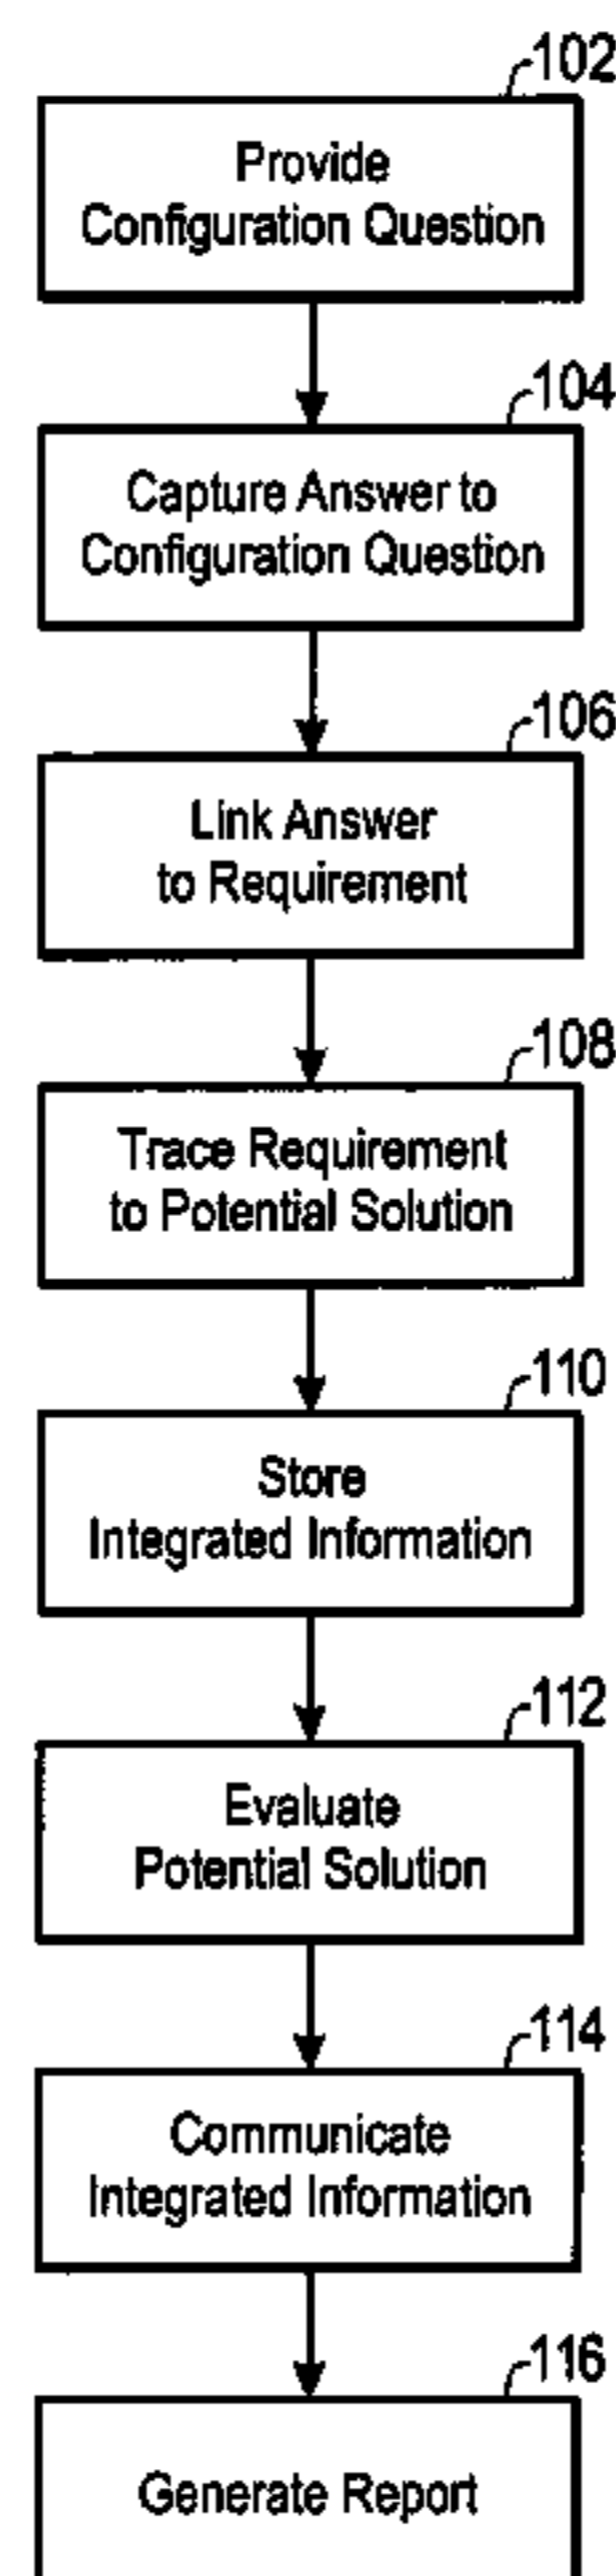 102
Provide
Configuration Question
104
Capture Answer to
Configuration Question
106
Link Answer
to Requirement
108
Trace Requirement
to Potential Solution
110
Store
Integrated Information
112
Evaluate
Potential Solution
114
Communicate
Integrated Information
116
Generate Report